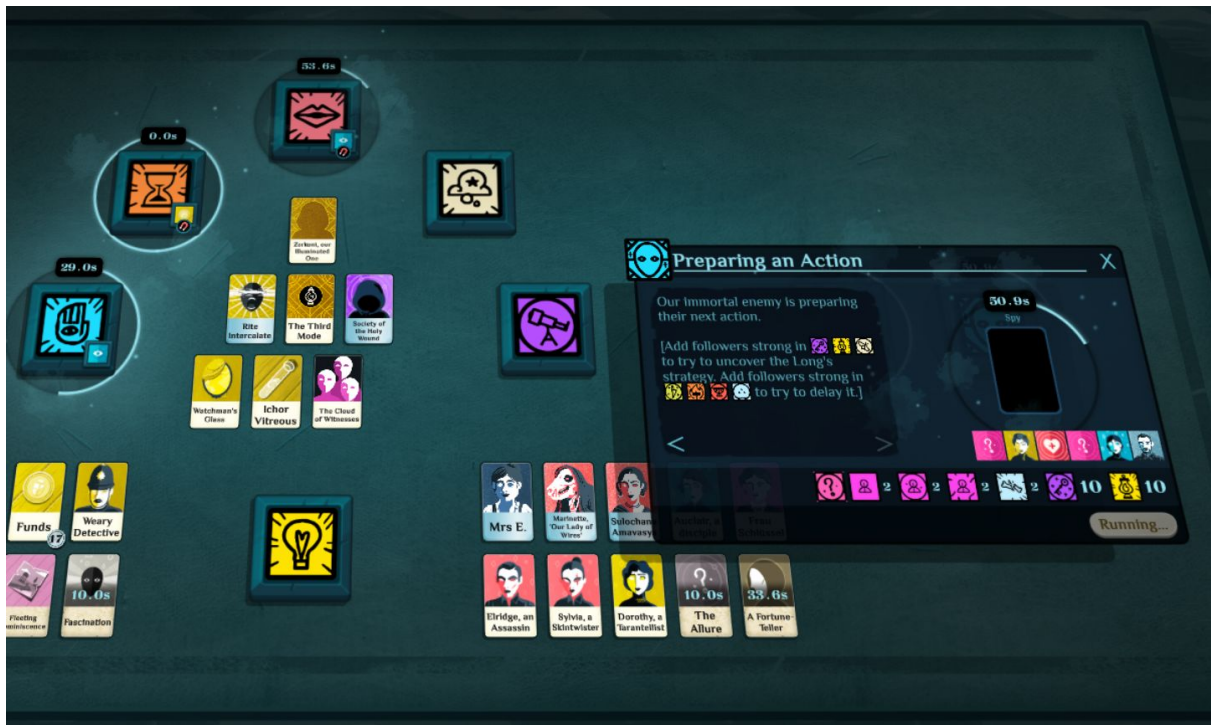 53.6s
0.0s
29.0s
Zerkoni, our
Illuminated
One
Rite
Intercalate
The Third
Mode
Society of
the Holy
Wound
Watchman's
Glass
Ichor
Vitreous
The Cloud
of Witnesses
Funds
17
Weary
Detective
Fleeting
10.0s
Fascination
Preparing an Action
X
Our immortal enemy is preparing
their next action.
[Add followers strong in
to try to uncover the Long's
strategy. Add followers strong in
to try to delay it.]
<
>
50.9s
Spy
2
2
2
2
10
10
Running...
Mrs E.
Marinette,
'Our Lady of
Wires'
Sulochana
Amavasya
Elridge, an
Assassin
Sylvia, a
Skintwister
Dorothy, a
Tarantellist
10.0s
The
Allure
33.6s
A Fortune-
Teller